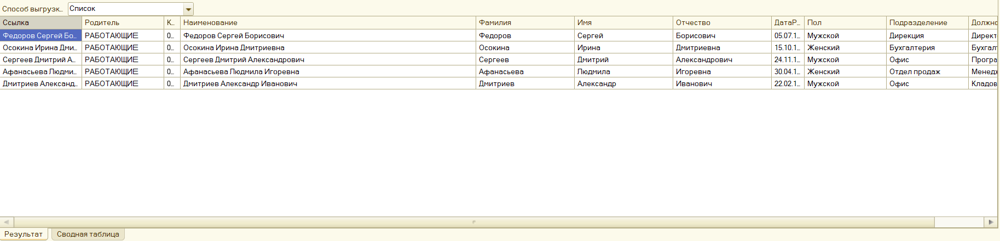 Способ выгрузк... Список
Ссылка Родитель К... Наименование Фамилия Имя Отчество ДатаР... Пол Подразделение Должно
Федоров Сергей Бо... РАБОТАЮЩИЕ 0... Федоров Сергей Борисович Федоров Сергей Борисович 05.07.1... Мужской Дирекция Директ
Осокина Ирина Дми... РАБОТАЮЩИЕ 0... Осокина Ирина Дмитриевна Осокина Ирина Дмитриевна 15.10.1... Женский Бухгалтерия Бухгалт
Сергеев Дмитрий А... РАБОТАЮЩИЕ 0... Сергеев Дмитрий Александрович Сергеев Дмитрий Александрович 24.11.1... Мужской Офис Програ
Афанасьева Людми... РАБОТАЮЩИЕ 0... Афанасьева Людмила Игоревна Афанасьева Людмила Игоревна 30.04.1... Женский Отдел продаж Менедж
Дмитриев Александ... РАБОТАЮЩИЕ 0... Дмитриев Александр Иванович Дмитриев Александр Иванович 22.02.1... Мужской Офис Кладов
Результат Сводная таблица